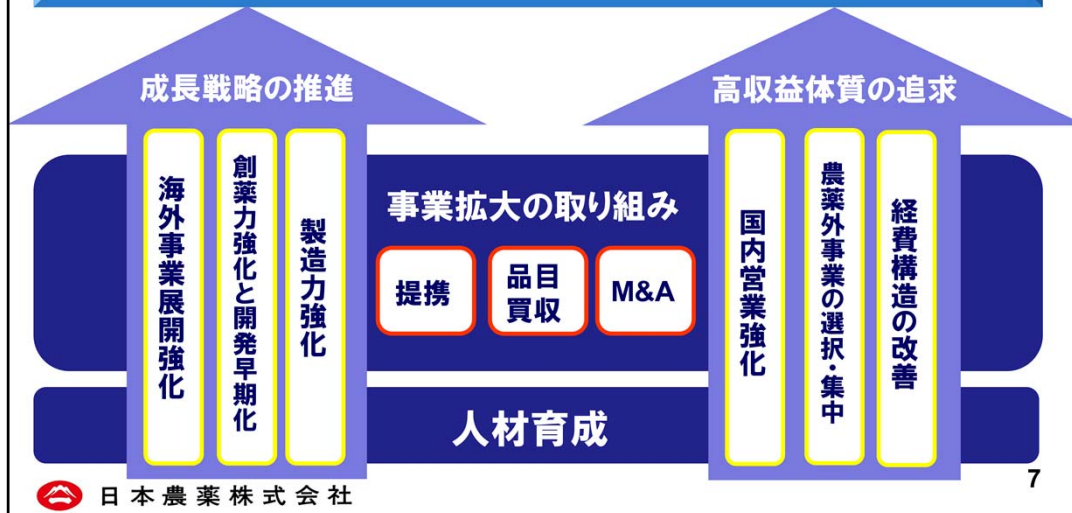 成長戦略の推進
海外事業展開強化
創薬力強化と開発早期化
製造力強化
事業拡大の取り組み
提携
品目
買収
M&A
高収益体質の追求
国内営業強化
農薬外事業の選択・集中
経費構造の改善
人材育成
日本農薬株式会社
7